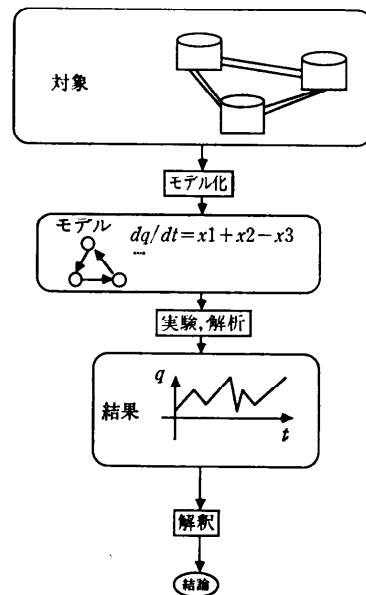 対象
モデル化
モデル
dq/dt=x1+x2−x3
実験,解析
q
結果
t
解釈
結論